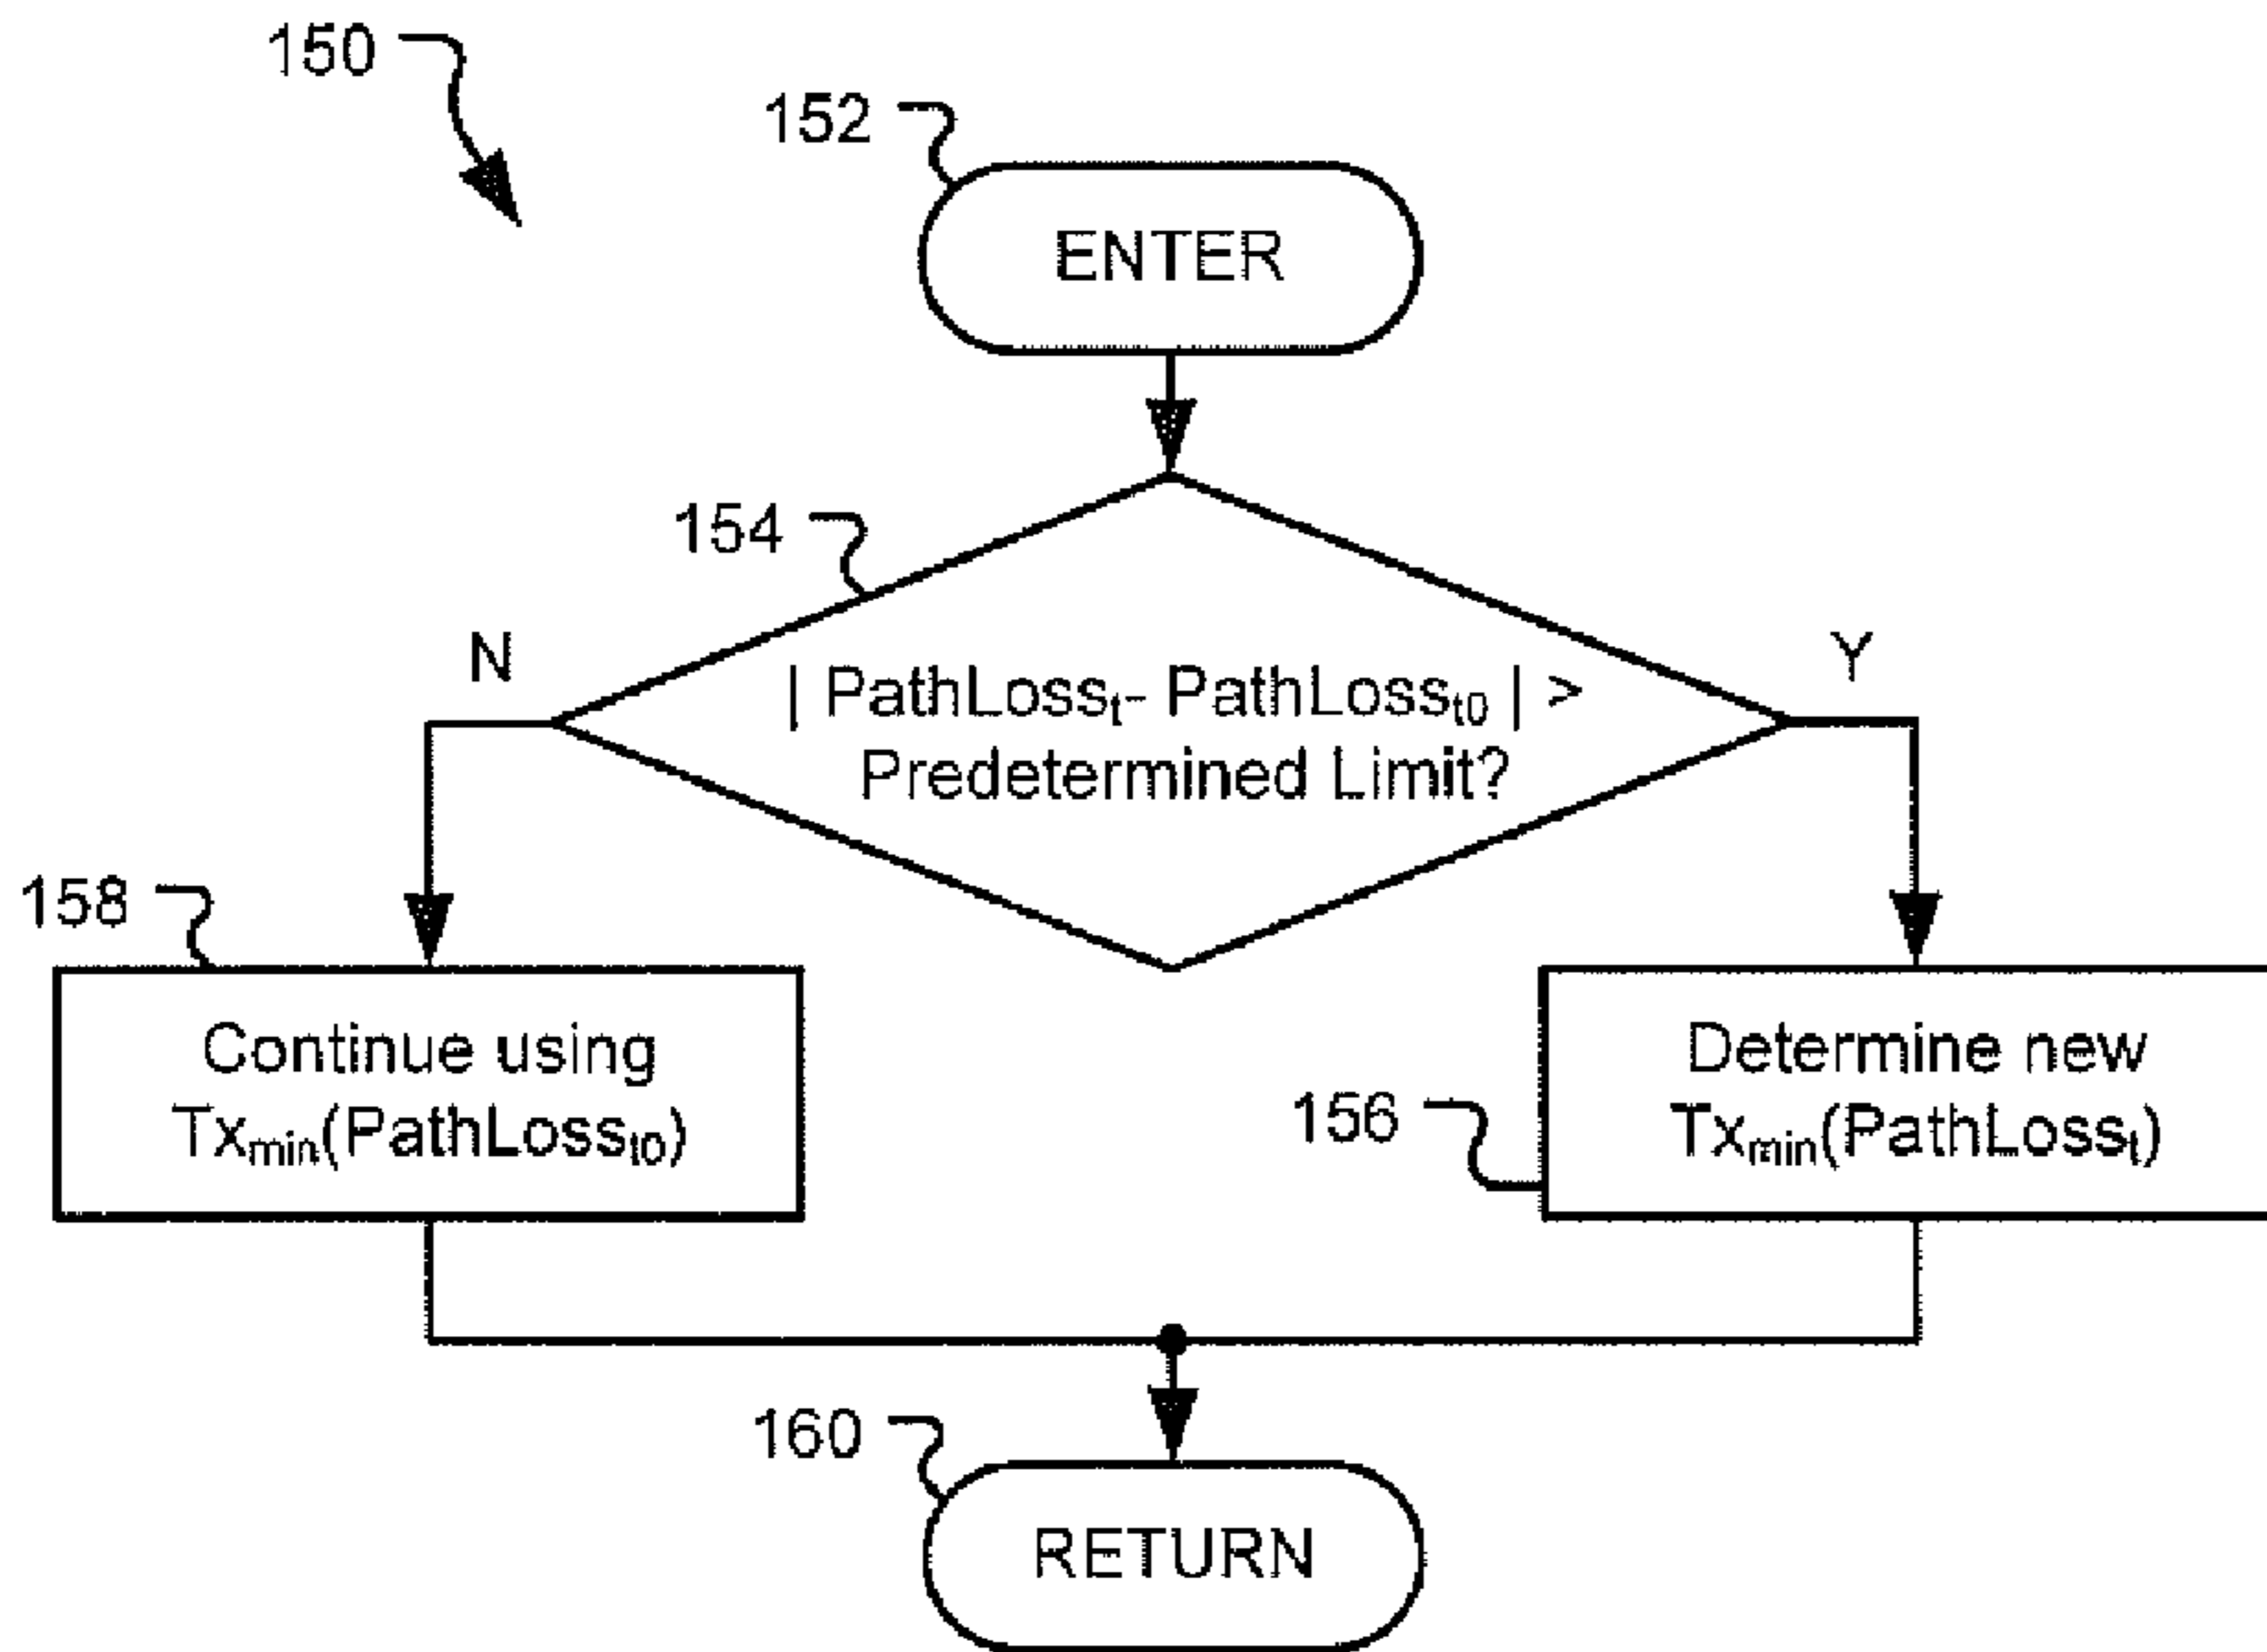 150
152
ENTER
154
N
Y
| PathLosst- PathLosst0 | >
Predetermined Limit?
158
Continue using
Txmin(PathLosst0)
156
Determine new
Txmin(PathLosst)
160
RETURN